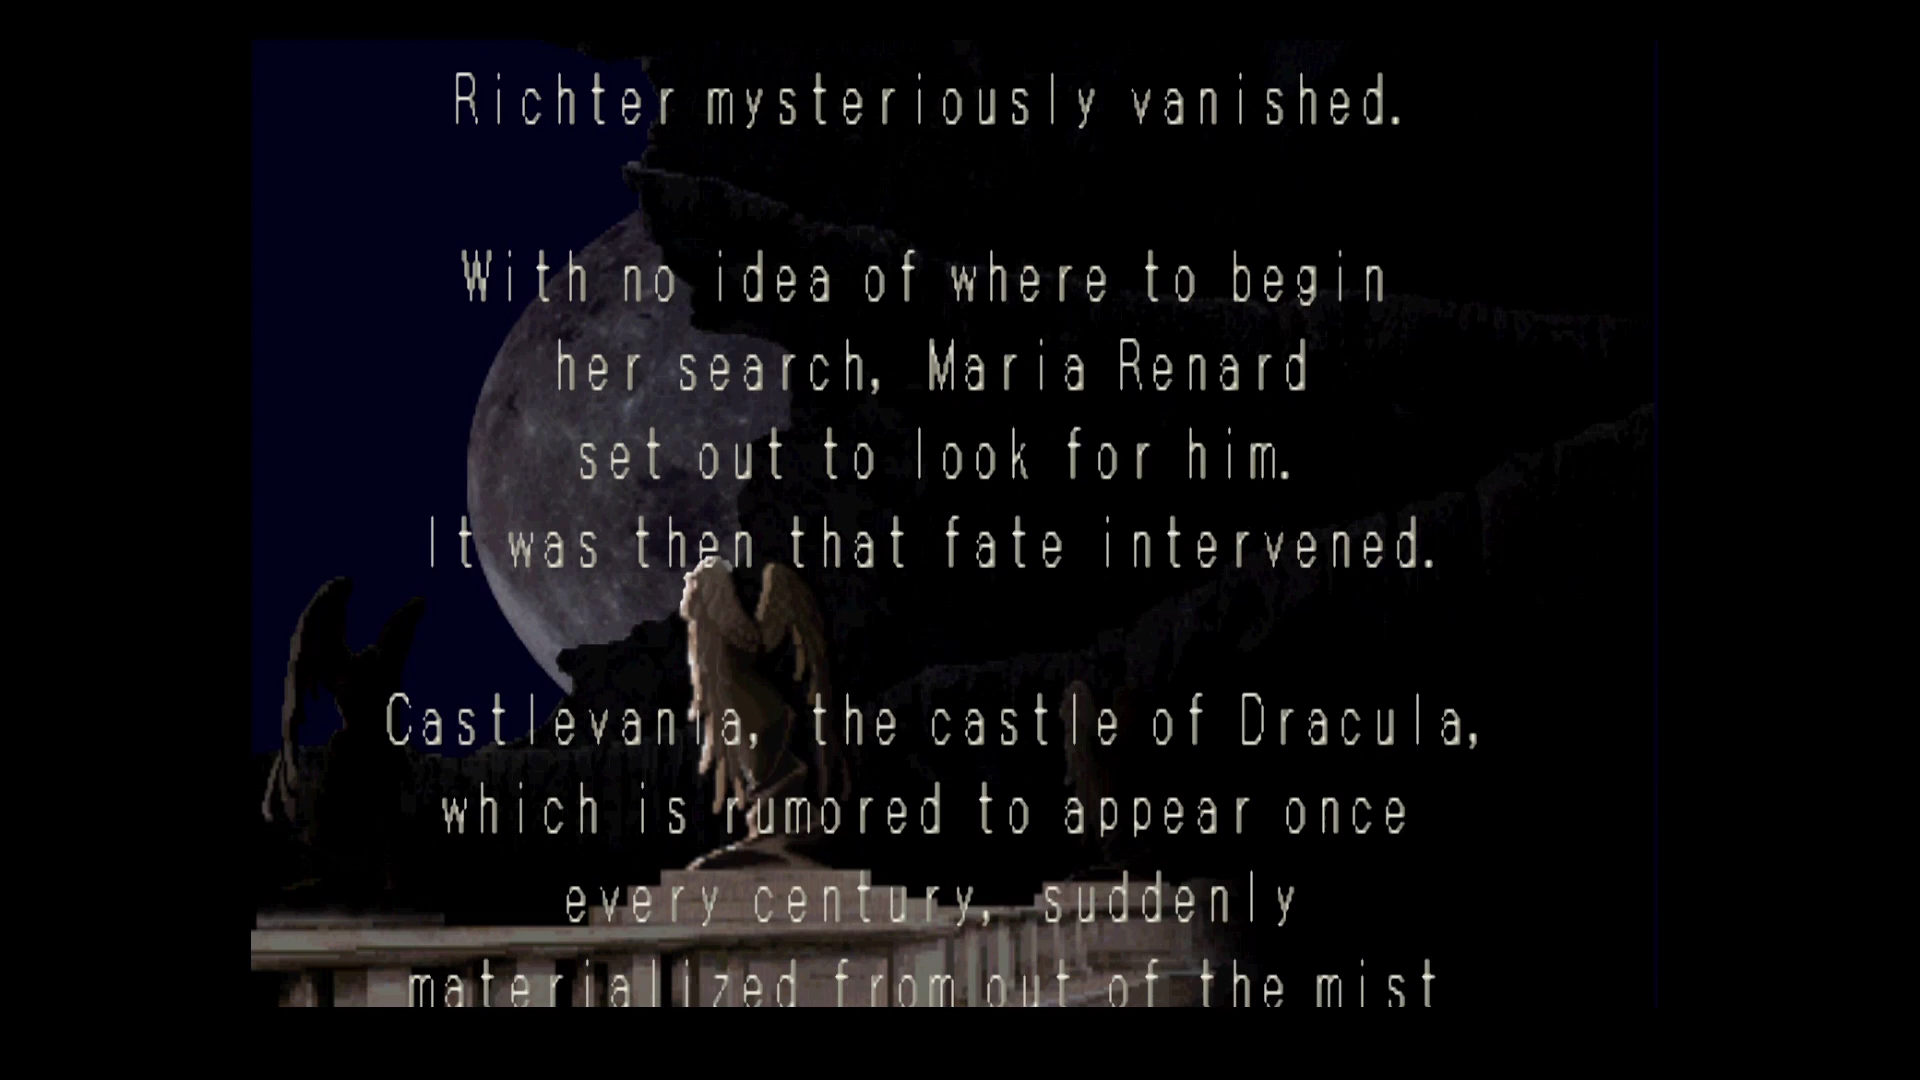 Richter mysteriously vanished.
With no idea of where to begin
her search, Maria Renard
set out to look for him.
It was then that fate intervened.
Castlevania, the castle of Dracula,
which is rumored to appear once
every century, suddenly
materialized from out of the mist